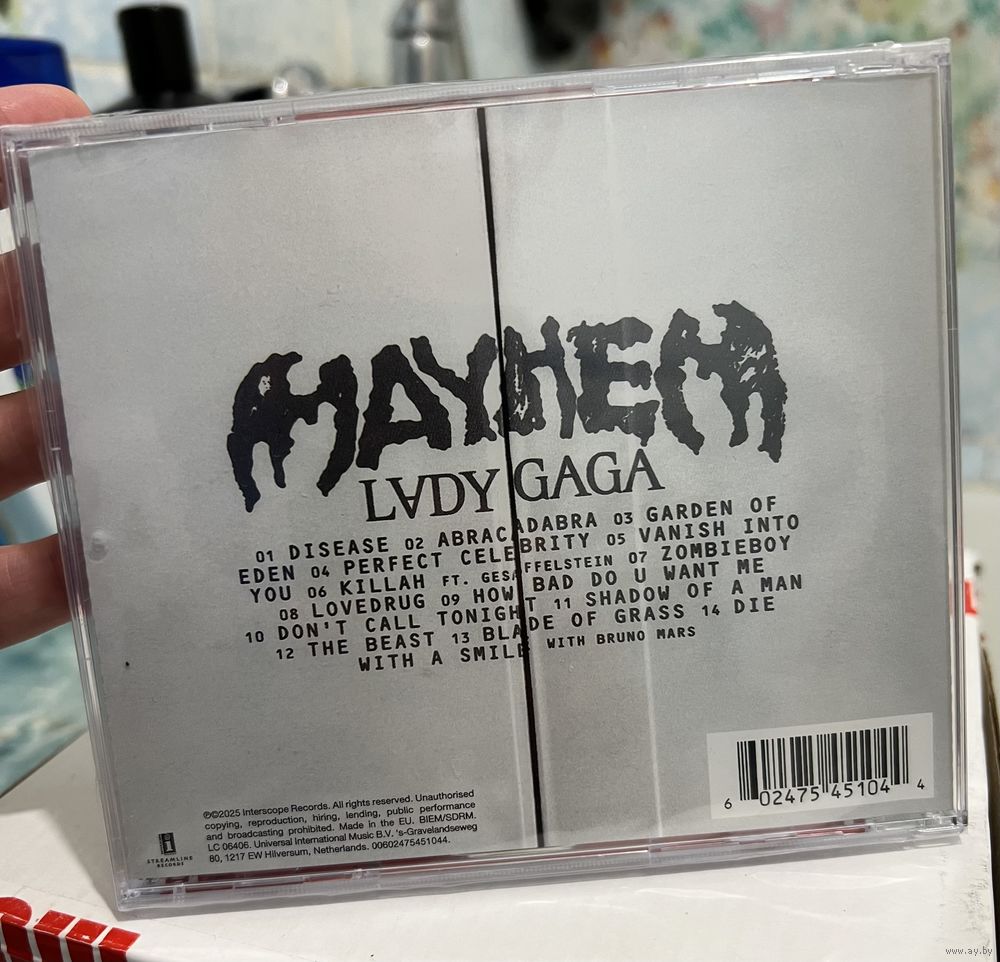 MAYHEM
LADY GAGA
01 DISEASE 02 ABRACADABRA 03 GARDEN OF
EDEN 04 PERFECT CELEBRITY 05 VANISH INTO
YOU 06 KILLAH FT. GESAFFELSTEIN 07 ZOMBIEBOY
08 LOVEDRUG 09 HOW BAD DO U WANT ME
10 DON'T CALL TONIGHT 11 SHADOW OF A MAN
12 THE BEAST 13 BLADE OF GRASS 14 DIE
WITH A SMILE WITH BRUNO MARS
℗©2025 Interscope Records. All rights reserved. Unauthorised
copying, reproduction, hiring, lending, public performance
and broadcasting prohibited. Made in the EU. BIEM/SDRM.
LC 06406. Universal International Music B.V. 's-Gravelandseweg
80, 1217 EW Hilversum, Netherlands. 00602475451044.
STREAMLINE
RECORDS
6 02475 45104 4
www.ay.by